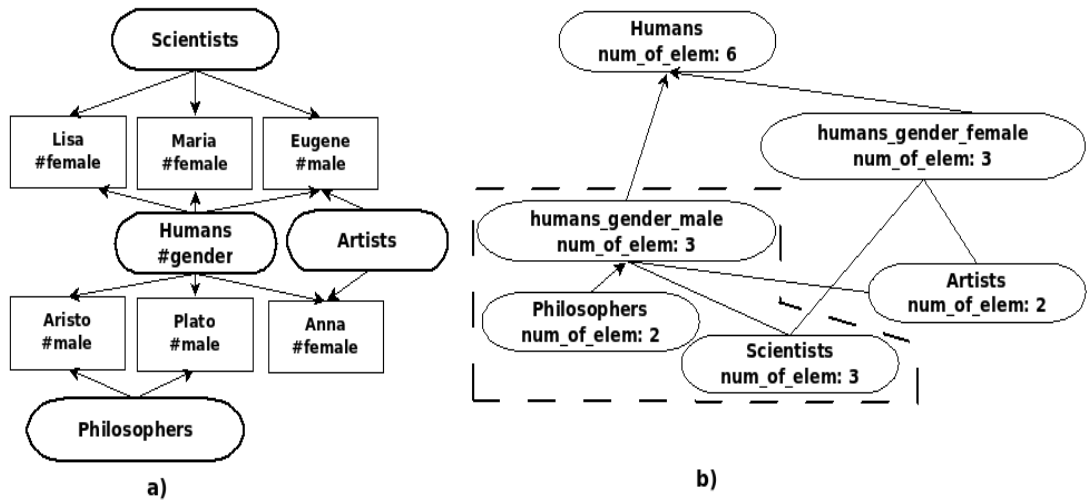 Scientists
Lisa
#female
Maria
#female
Eugene
#male
Humans
#gender
Artists
Aristo
#male
Plato
#male
Anna
#female
Philosophers
a)
Humans
num_of_elem: 6
humans_gender_female
num_of_elem: 3
humans_gender_male
num_of_elem: 3
Philosophers
num_of_elem: 2
Artists
num_of_elem: 2
Scientists
num_of_elem: 3
b)